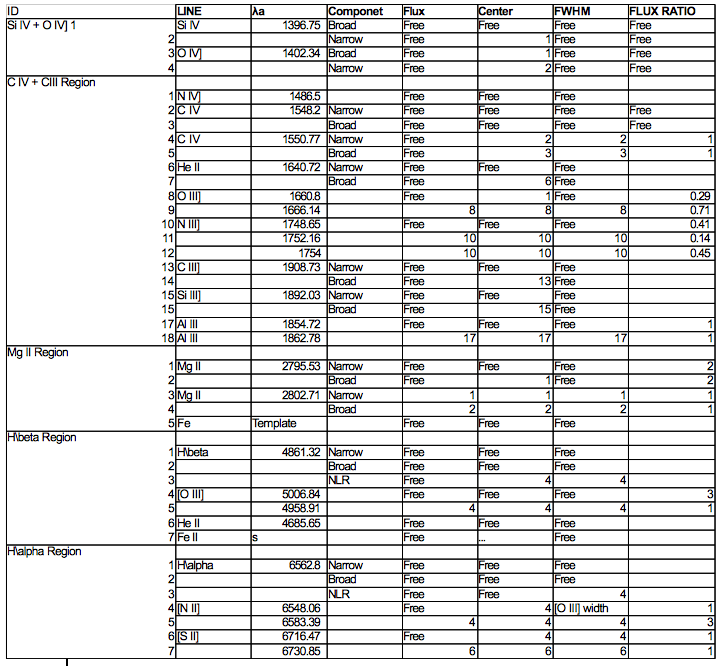 ID LINE λa Componet Flux Center FWHM FLUX RATIO
Si IV + O IV] 1 Si IV 1396.75 Broad Free Free Free Free
2 Narrow Free 1 Free Free
3 O IV] 1402.34 Broad Free 1 Free Free
4 Narrow Free 2 Free Free
C IV + CIII Region
1 N IV] 1486.5 Free Free Free
2 C IV 1548.2 Narrow Free Free Free Free
3 Broad Free Free Free Free
4 C IV 1550.77 Narrow Free 2 2 1
5 Broad Free 3 3 1
6 He II 1640.72 Narrow Free Free Free
7 Broad Free 6 Free
8 O III] 1660.8 Free 1 Free 0.29
9 1666.14 8 8 8 0.71
10 N III] 1748.65 Free Free Free 0.41
11 1752.16 10 10 10 0.14
12 1754 10 10 10 0.45
13 C III] 1908.73 Narrow Free Free Free
14 Broad Free 13 Free
15 Si III] 1892.03 Narrow Free Free Free
15 Broad Free 15 Free
17 Al III 1854.72 Free Free Free 1
18 Al III 1862.78 17 17 17 1
Mg II Region
1 Mg II 2795.53 Narrow Free Free Free 2
2 Broad Free 1 Free 2
3 Mg II 2802.71 Narrow 1 1 1 1
4 Broad 2 2 2 1
5 Fe Template Free Free Free
H\beta Region
1 H\beta 4861.32 Narrow Free Free Free
2 Broad Free Free Free
3 NLR Free 4 4
4 [O III] 5006.84 Free Free Free 3
5 4958.91 4 4 4 1
6 He II 4685.65 Free Free Free
7 Fe II s Free ... Free
H\alpha Region
1 H\alpha 6562.8 Narrow Free Free Free
2 Broad Free Free Free
3 NLR Free Free 4
4 [N II] 6548.06 Free 4 [O III] width 1
5 6583.39 4 4 4 3
6 [S II] 6716.47 Free 4 4 1
7 6730.85 6 6 6 1